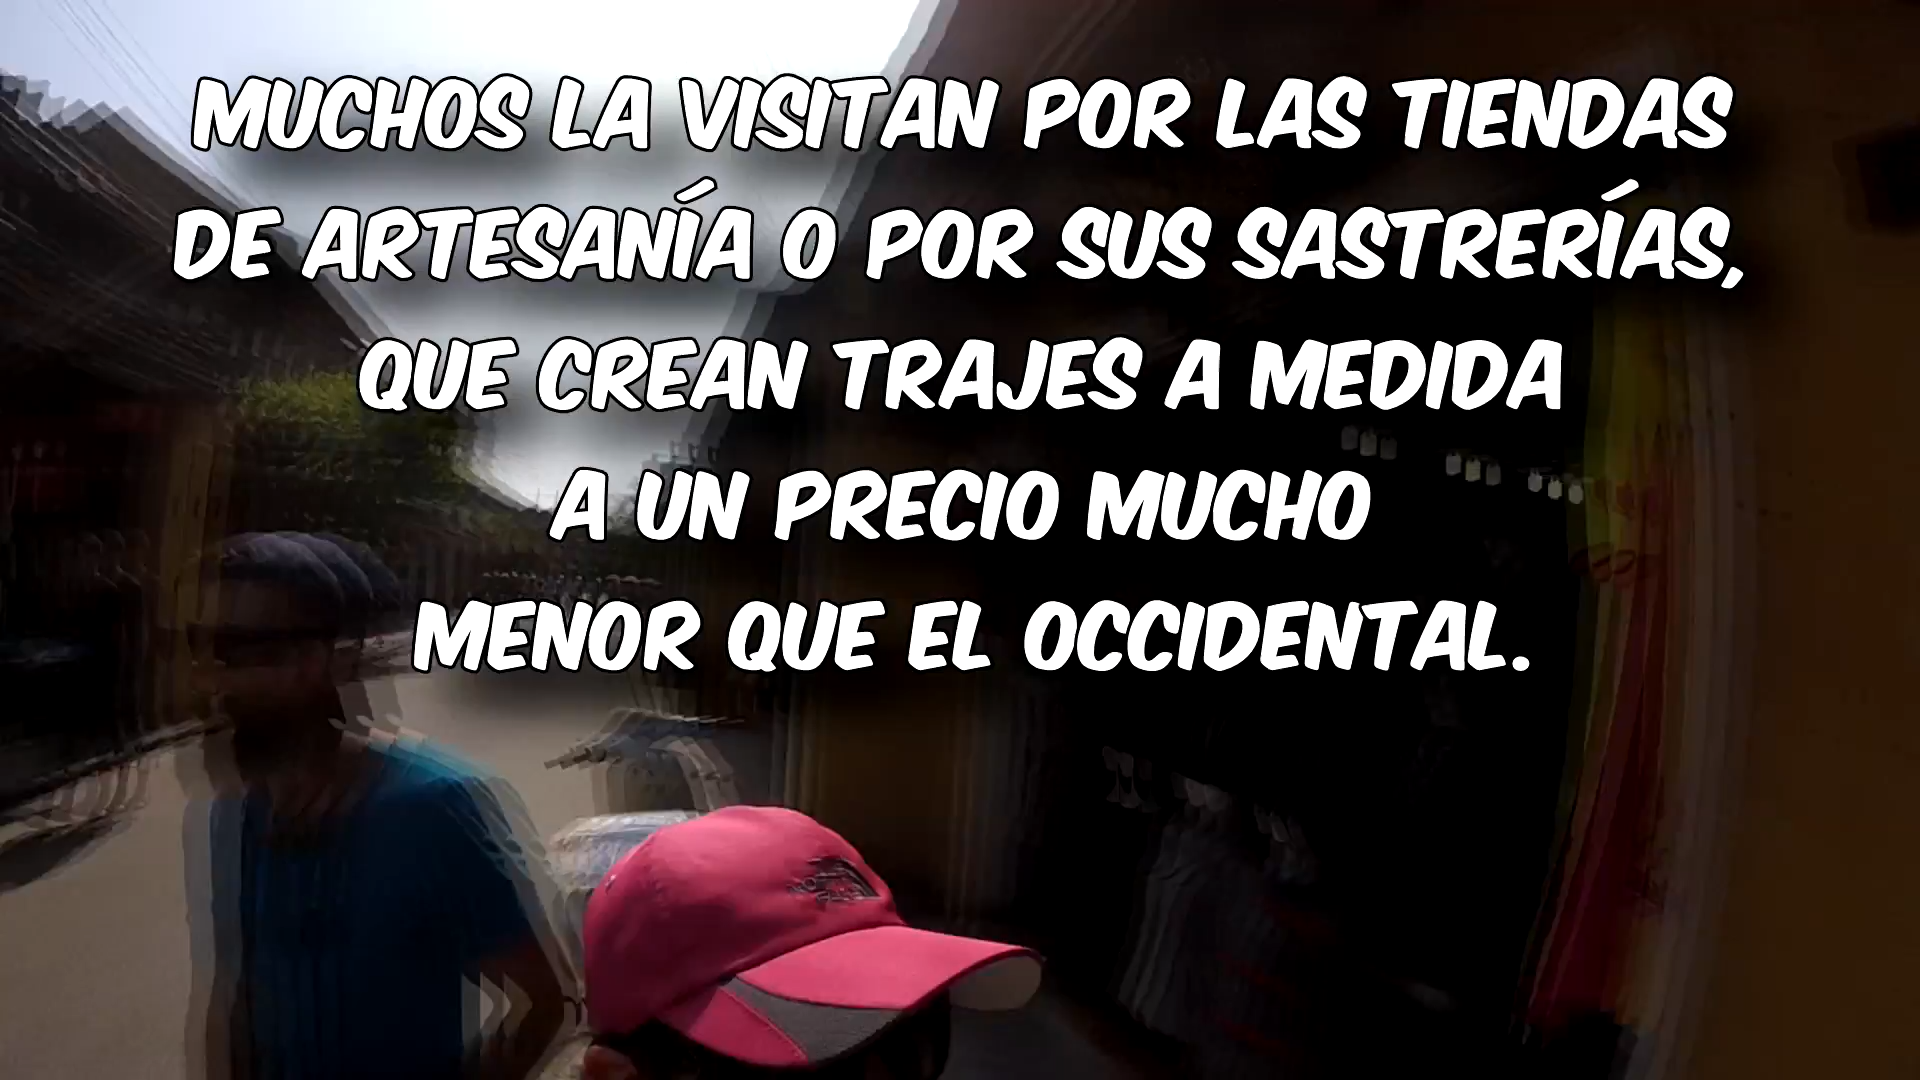 MUCHOS LA VISITAN POR LAS TIENDAS
DE ARTESANÍA O POR SUS SASTRERÍAS,
QUE CREAN TRAJES A MEDIDA
A UN PRECIO MUCHO
MENOR QUE EL OCCIDENTAL.